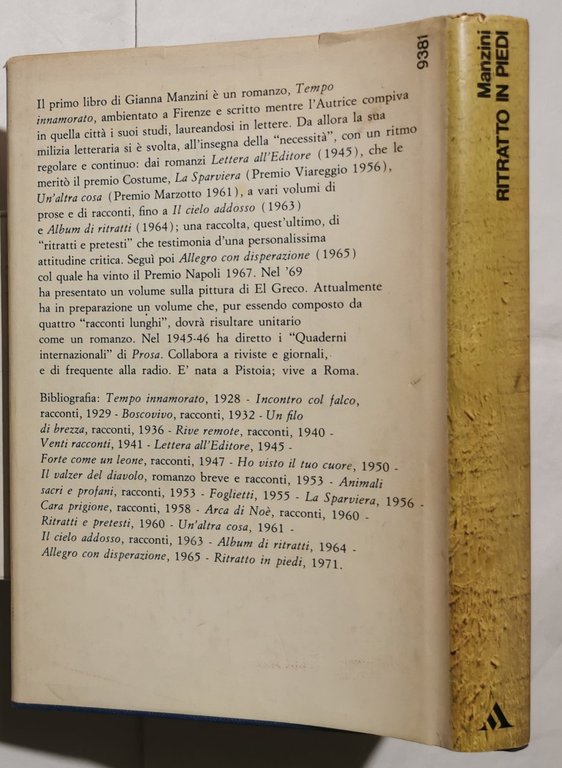 Il primo libro di Gianna Manzini è un romanzo, Tempo
innamorato, ambientato a Firenze e scritto mentre l'Autrice compiva
in quella città i suoi studi, laureandosi in lettere. Da allora la sua
milizia letteraria si è svolta, all'insegna della "necessità", con un ritmo
regolare e continuo: dai romanzi Lettera all'Editore (1945), che le
meritò il premio Costume, La Sparviera (Premio Viareggio 1956),
Un'altra cosa (Premio Marzotto 1961), a vari volumi di
prose e di racconti, fino a Il cielo addosso (1963)
e Album di ritratti (1964); una raccolta, quest'ultimo, di
"ritratti e pretesti" che testimonia d'una personalissima
attitudine critica. Seguì poi Allegro con disperazione (1965)
col quale ha vinto il Premio Napoli 1967. Nel '69
ha presentato un volume sulla pittura di El Greco. Attualmente
ha in preparazione un volume che, pur essendo composto da
quattro "racconti lunghi", dovrà risultare unitario
come un romanzo. Nel 1945-46 ha diretto i "Quaderni
internazionali" di Prosa. Collabora a riviste e giornali,
e di frequente alla radio. E' nata a Pistoia; vive a Roma.
Bibliografia: Tempo innamorato, 1928 - Incontro col falco,
racconti, 1929 - Boscovivo, racconti, 1932 - Un filo
di brezza, racconti, 1936 - Rive remote, racconti, 1940 -
Venti racconti, 1941 - Lettera all'Editore, 1945 -
Forte come un leone, racconti, 1947 - Ho visto il tuo cuore, 1950 -
Il valzer del diavolo, romanzo breve e racconti, 1953 - Animali
sacri e profani, racconti, 1953 - Foglietti, 1955 - La Sparviera, 1956 -
Cara prigione, racconti, 1958 - Arca di Noè, racconti, 1960 -
Ritratti e pretesti, 1960 - Un'altra cosa, 1961 -
Il cielo addosso, racconti, 1963 - Album di ritratti, 1964 -
Allegro con disperazione, 1965 - Ritratto in piedi, 1971.
9381
Manzini
RITRATTO IN PIEDI